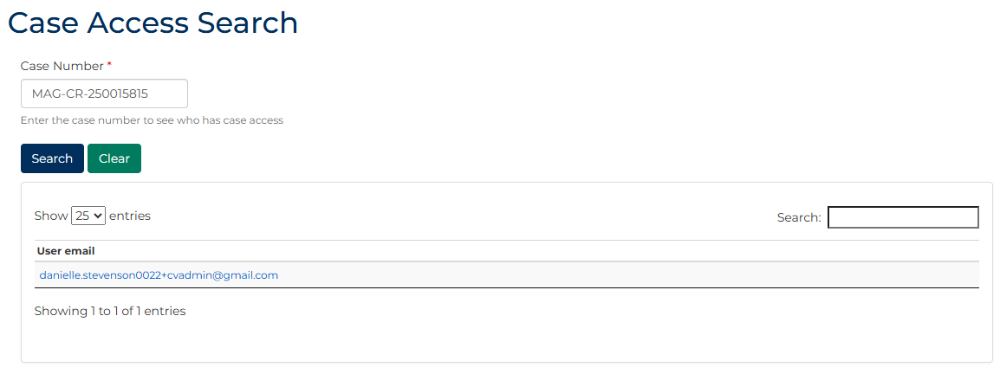 Case Access Search
Case Number *
MAG-CR-250015815
Enter the case number to see who has case access
Search Clear
Show 25 entries Search:
User email
danielle.stevenson0022+cvadmin@gmail.com
Showing 1 to 1 of 1 entries